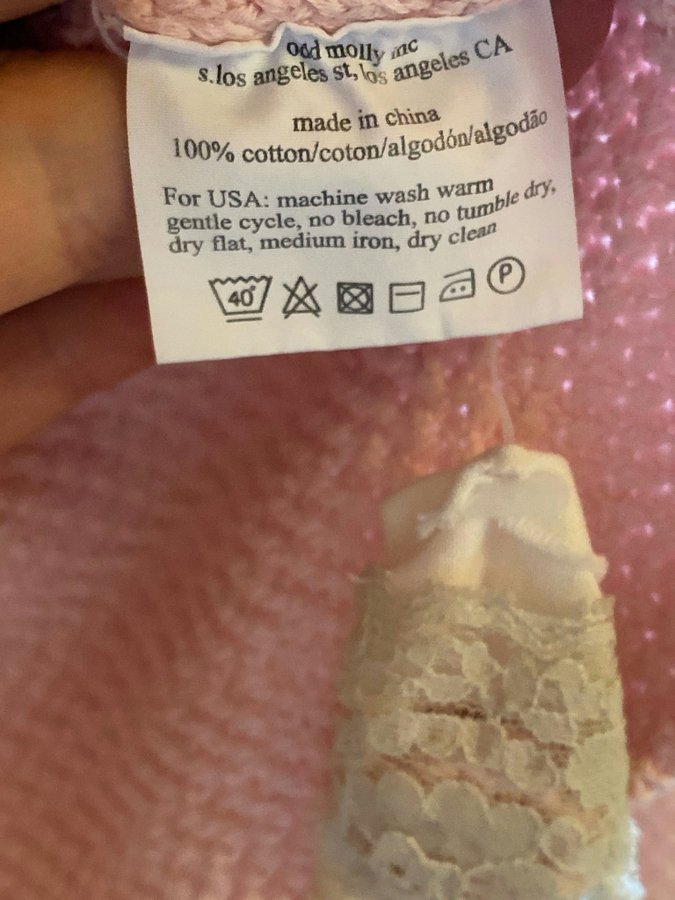 odd molly inc
s.los angeles st, los angeles CA
made in china
100% cotton/coton/algodón/algodão
For USA: machine wash warm
gentle cycle, no bleach, no tumble dry,
dry flat, medium iron, dry clean
40° P